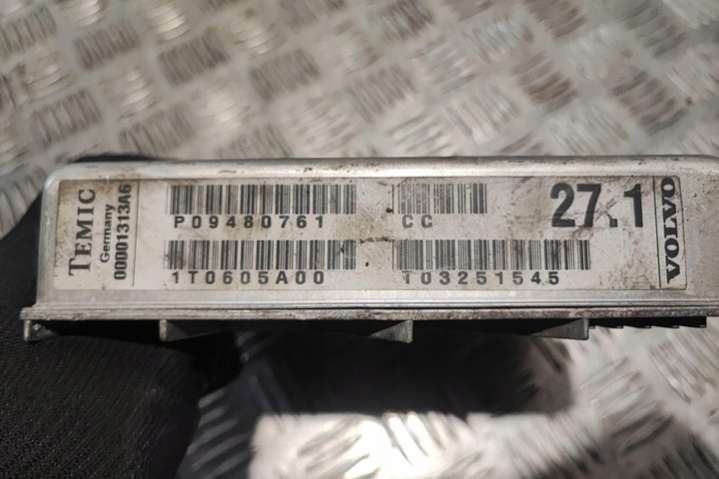 TEMIC
Germany
00001313A6
P09480761
CC
27.1
1T0605A00
T03251545
VOLVO